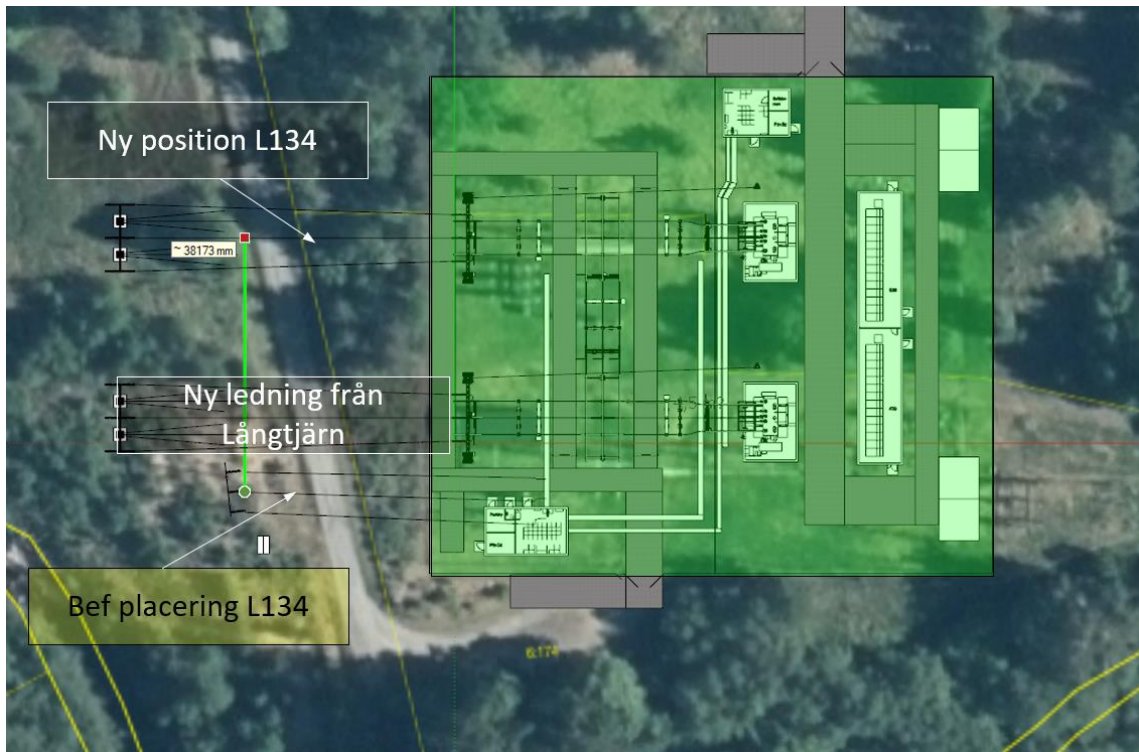 Ny position L134
~ 38173 mm
Ny ledning från
Långtjärn
Bef placering L134
6:174